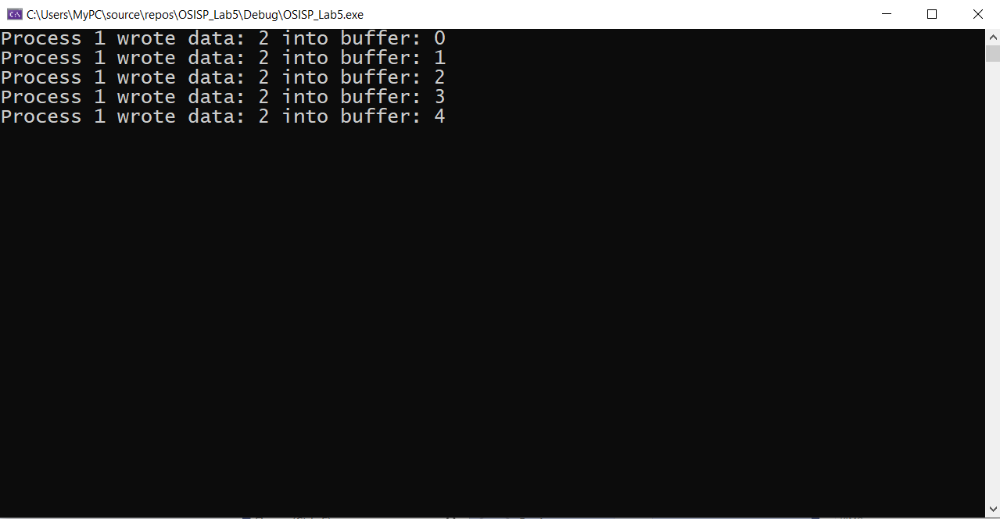 C:\Users\MyPC\source\repos\OSISP_Lab5\Debug\OSISP_Lab5.exe
Process 1 wrote data: 2 into buffer: 0
Process 1 wrote data: 2 into buffer: 1
Process 1 wrote data: 2 into buffer: 2
Process 1 wrote data: 2 into buffer: 3
Process 1 wrote data: 2 into buffer: 4